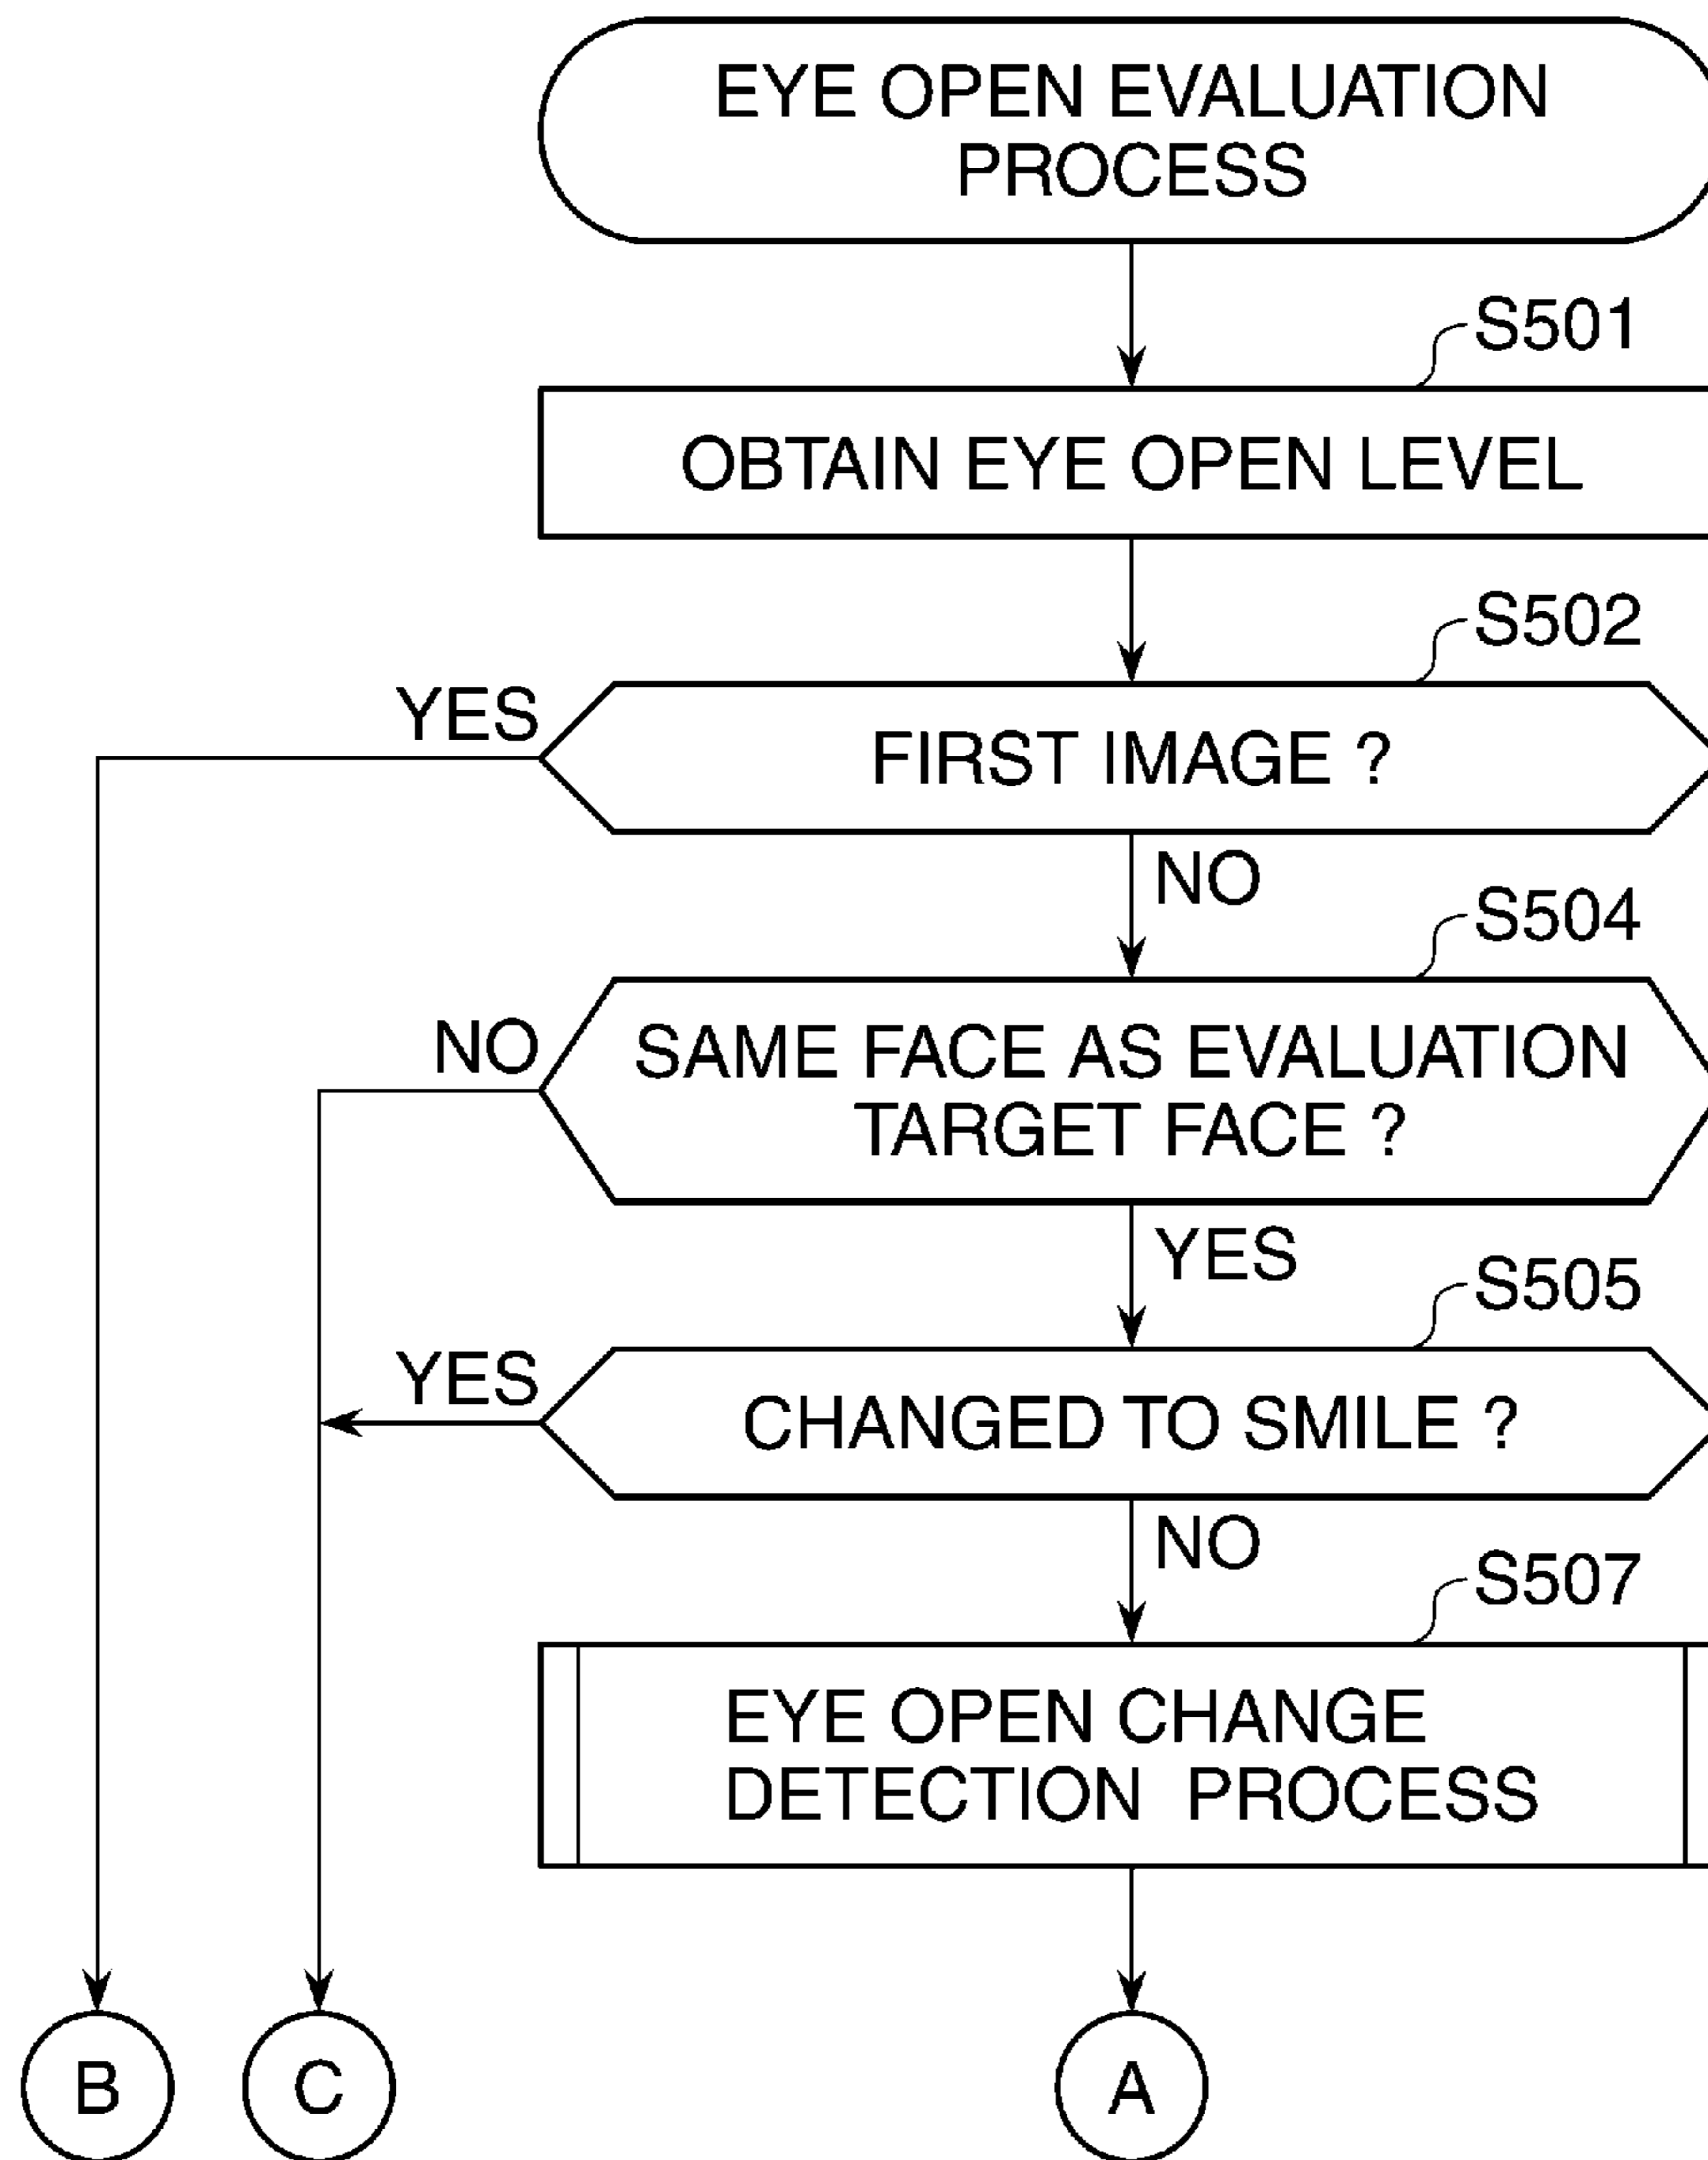 EYE OPEN EVALUATION
PROCESS
S501
OBTAIN EYE OPEN LEVEL
S502
YES
FIRST IMAGE ?
NO
S504
NO
SAME FACE AS EVALUATION
TARGET FACE ?
YES
S505
YES
CHANGED TO SMILE ?
NO
S507
EYE OPEN CHANGE
DETECTION PROCESS
B
C
A